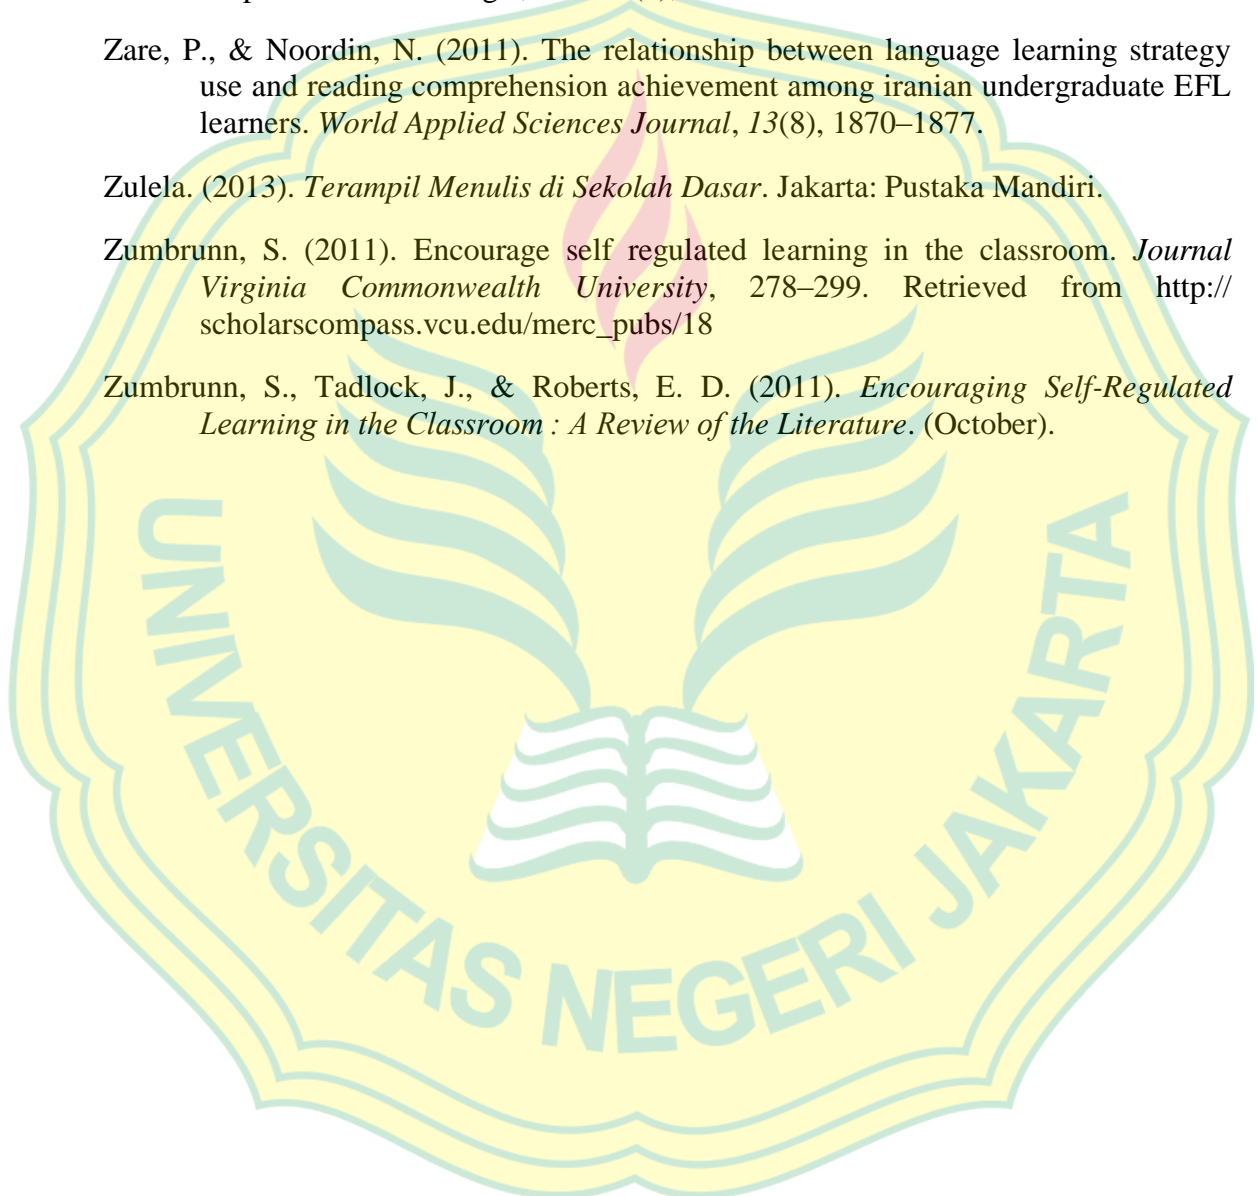 Zare, P., & Noordin, N. (2011). The relationship between language learning strategy
use and reading comprehension achievement among iranian undergraduate EFL
learners. World Applied Sciences Journal, 13(8), 1870–1877.
Zulela. (2013). Terampil Menulis di Sekolah Dasar. Jakarta: Pustaka Mandiri.
Zumbrunn, S. (2011). Encourage self regulated learning in the classroom. Journal
Virginia Commonwealth University, 278–299. Retrieved from http://
scholarscompass.vcu.edu/merc_pubs/18
Zumbrunn, S., Tadlock, J., & Roberts, E. D. (2011). Encouraging Self-Regulated
Learning in the Classroom : A Review of the Literature. (October).
UNIVERSITAS NEGERI JAKARTA